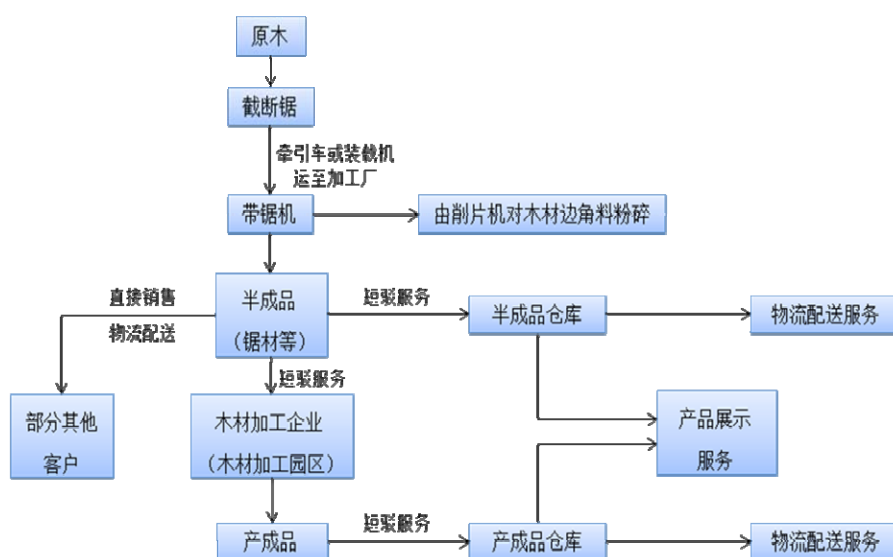 原木
截断锯
牵引车或装载机
运至加工厂
带锯机
由削片机对木材边角料粉碎
直接销售
物流配送
半成品
（锯材等）
短驳服务
半成品仓库
物流配送服务
短驳服务
部分其他
客户
木材加工企业
（木材加工园区）
产品展示
服务
产成品
短驳服务
产成品仓库
物流配送服务